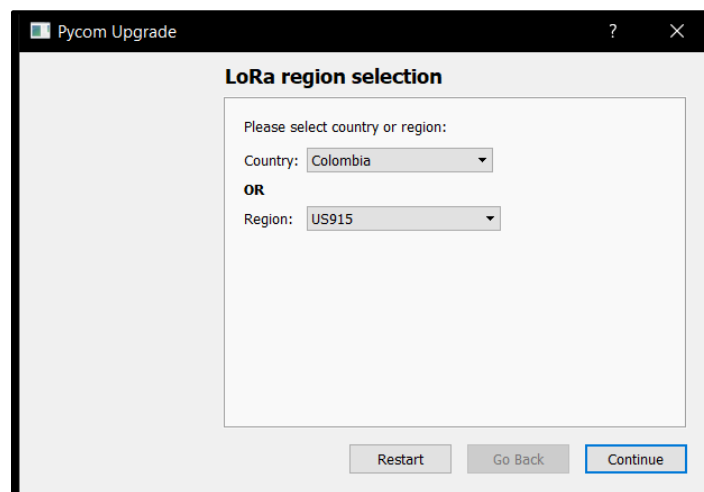 Pycom Upgrade ? ×
LoRa region selection
Please select country or region:
Country: Colombia
OR
Region: US915
Restart Go Back Continue